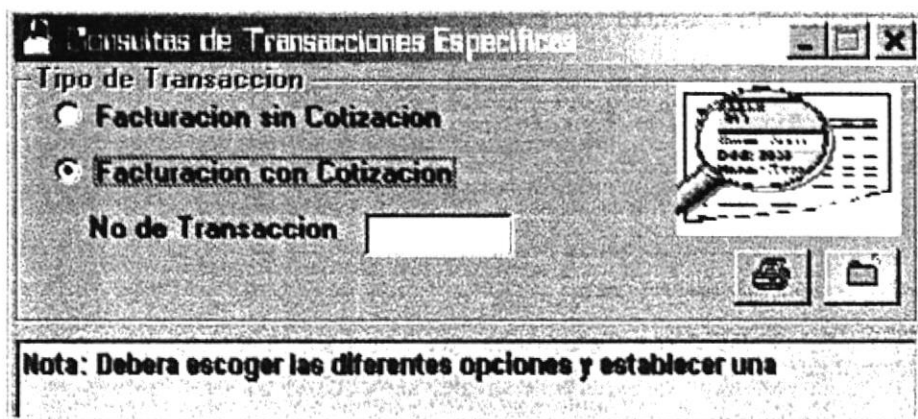 Consultas de Transacciones Especificas
Tipo de Transaccion
Facturacion sin Cotizacion
Facturacion con Cotizacion
No de Transaccion
Nota: Debera escoger las diferentes opciones y establecer una